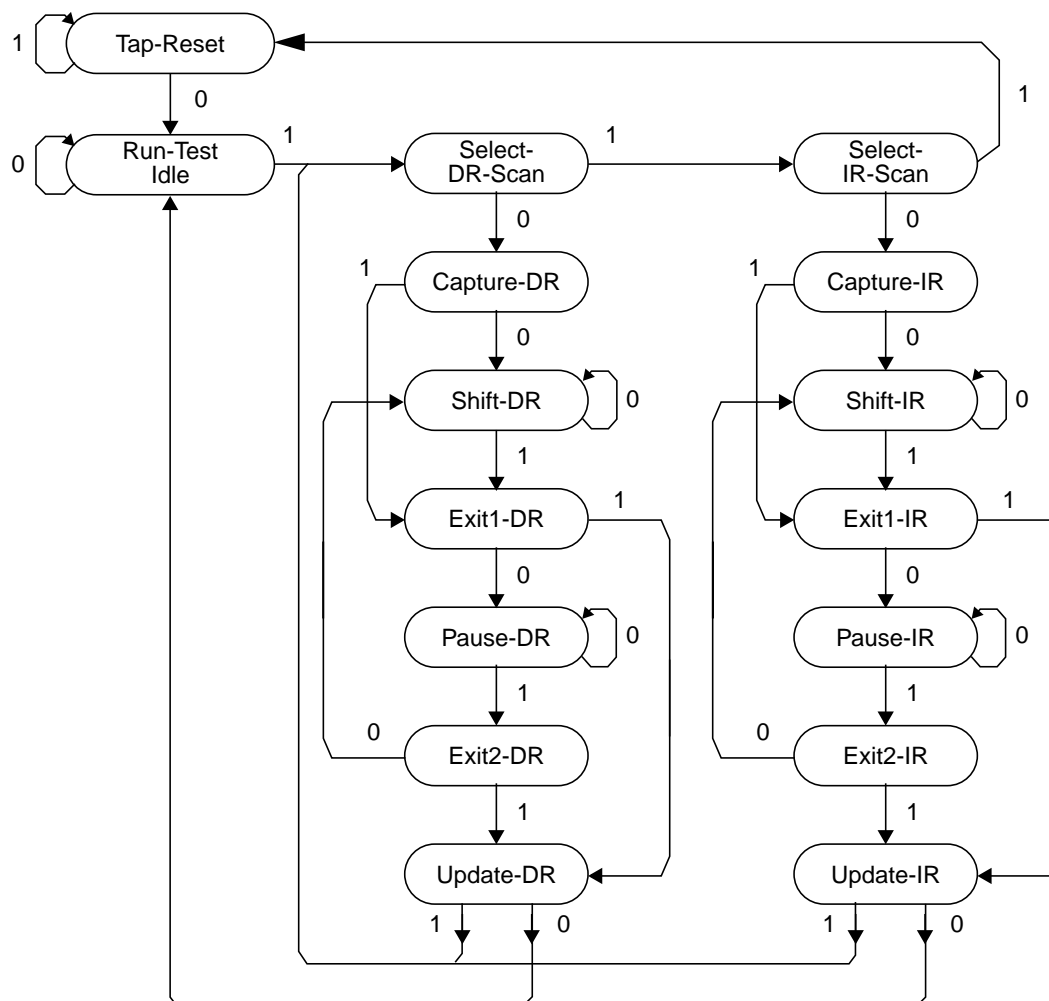 1
Tap-Reset
0
1
0
Run-Test
Idle
1
Select-
DR-Scan
1
Select-
IR-Scan
0
0
1
Capture-DR
1
Capture-IR
0
0
Shift-DR
0
Shift-IR
0
1
1
Exit1-DR
1
Exit1-IR
1
0
0
Pause-DR
0
Pause-IR
0
1
1
0
Exit2-DR
0
Exit2-IR
1
1
Update-DR
Update-IR
1
0
1
0